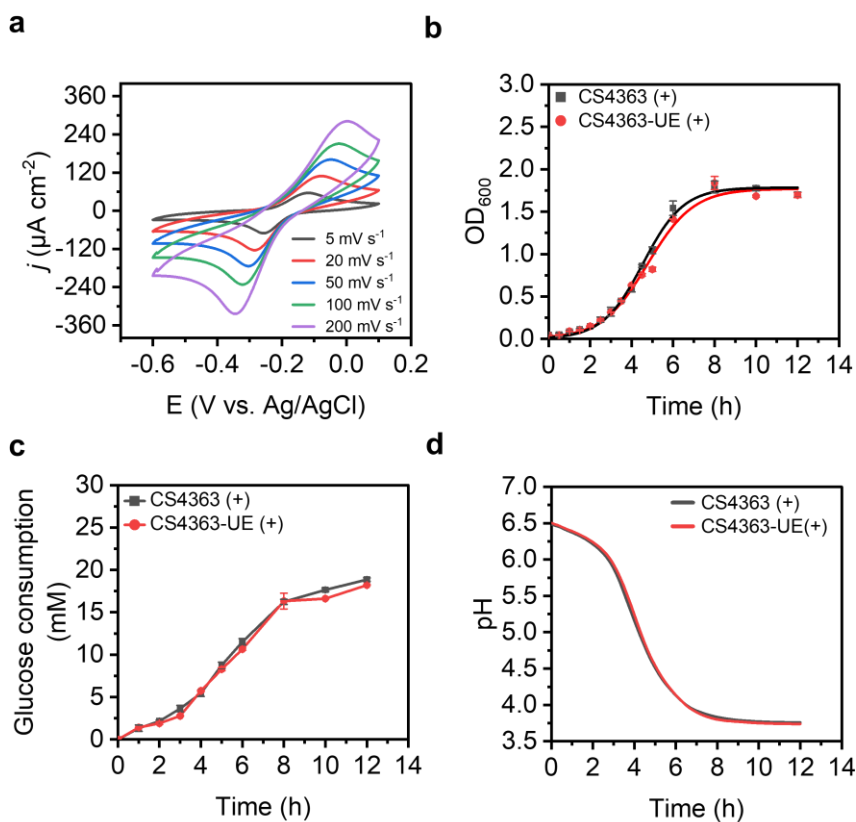 a
360
240
120
0
-120
-240
-360
j (µA cm⁻²)
5 mV s⁻¹
20 mV s⁻¹
50 mV s⁻¹
100 mV s⁻¹
200 mV s⁻¹
-0.6 -0.4 -0.2 0.0 0.2
E (V vs. Ag/AgCl)
b
3.0
2.5
2.0
1.5
1.0
0.5
0.0
OD₆₀₀
CS4363 (+)
CS4363-UE (+)
0 2 4 6 8 10 12 14
Time (h)
c
30
25
20
15
10
5
0
Glucose consumption
(mM)
CS4363 (+)
CS4363-UE (+)
0 2 4 6 8 10 12 14
Time (h)
d
7.0
6.5
6.0
5.5
5.0
4.5
4.0
3.5
pH
CS4363 (+)
CS4363-UE(+)
0 2 4 6 8 10 12 14
Time (h)